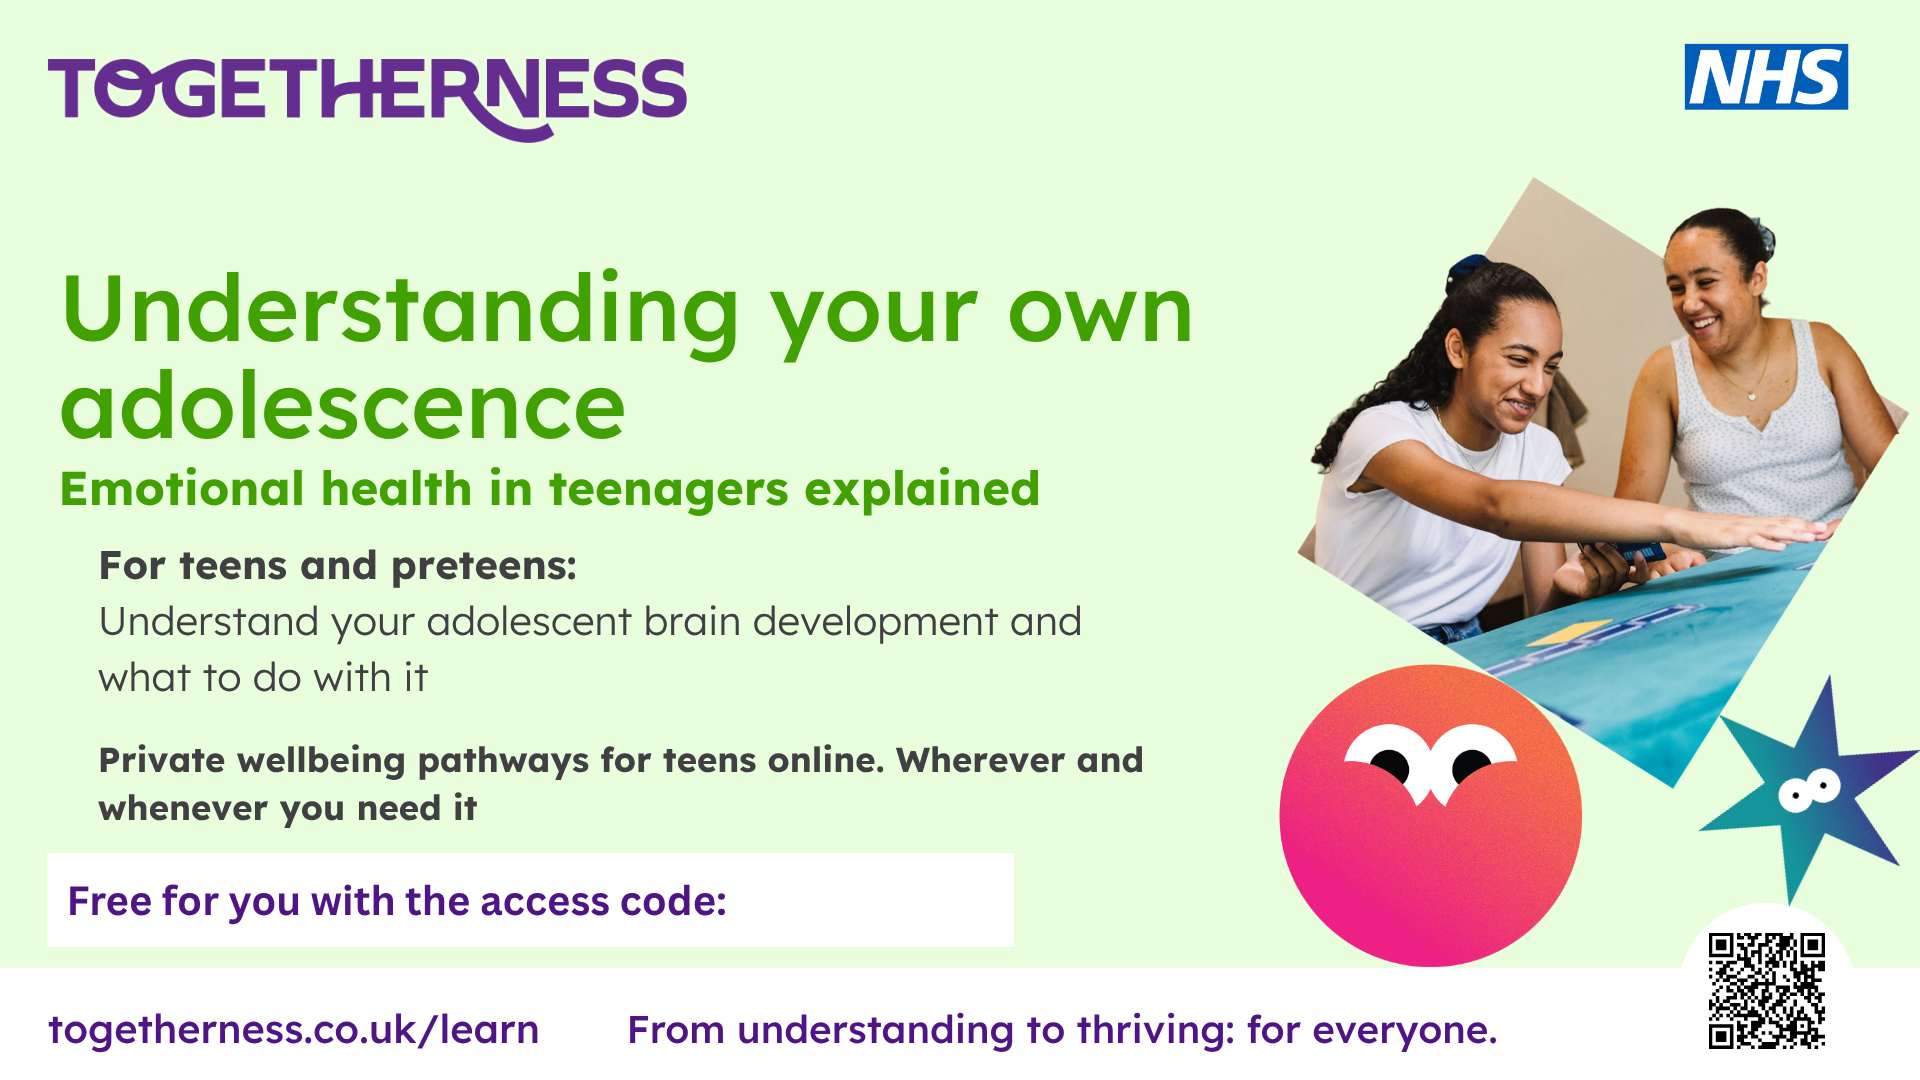 TOGETHERNESS
NHS
Understanding your own
adolescence
Emotional health in teenagers explained
For teens and preteens:
Understand your adolescent brain development and
what to do with it
Private wellbeing pathways for teens online. Wherever and
whenever you need it
Free for you with the access code:
togetherness.co.uk/learn
From understanding to thriving: for everyone.